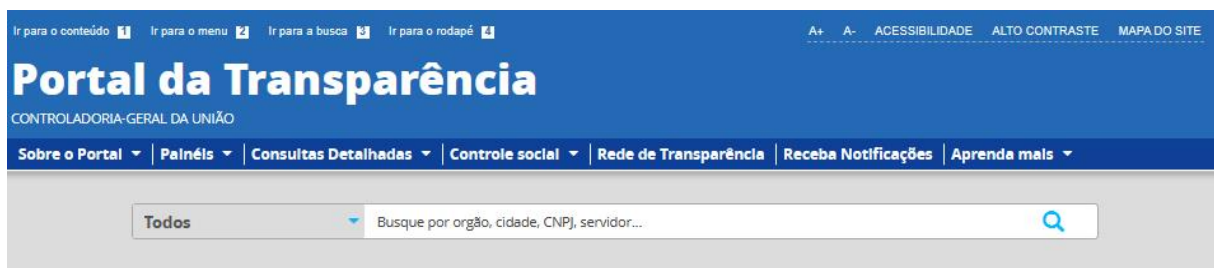 Ir para o conteúdo 1 Ir para o menu 2 Ir para a busca 3 Ir para o rodapé 4 A+ A- ACESSIBILIDADE ALTO CONTRASTE MAPA DO SITE
Portal da Transparência
CONTROLADORIA-GERAL DA UNIÃO
Sobre o Portal Painéis Consultas Detalhadas Controle social Rede de Transparência Receba Notificações Aprenda mais
Todos Busque por orgão, cidade, CNPJ, servidor...